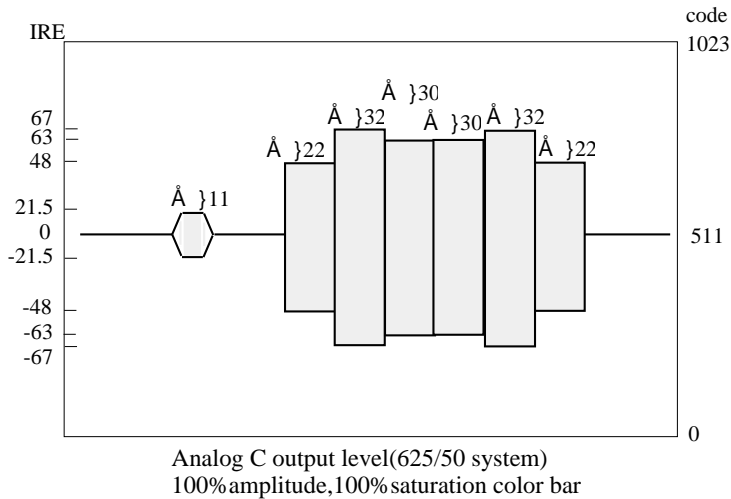 code
IRE
1023
Å }30
67
Å }32
Å }30
Å }32
63
48
Å }22
Å }22
Å }11
21.5
0
511
-21.5
-48
-63
-67
0
Analog C output level(625/50 system)
100%amplitude,100%saturation color bar